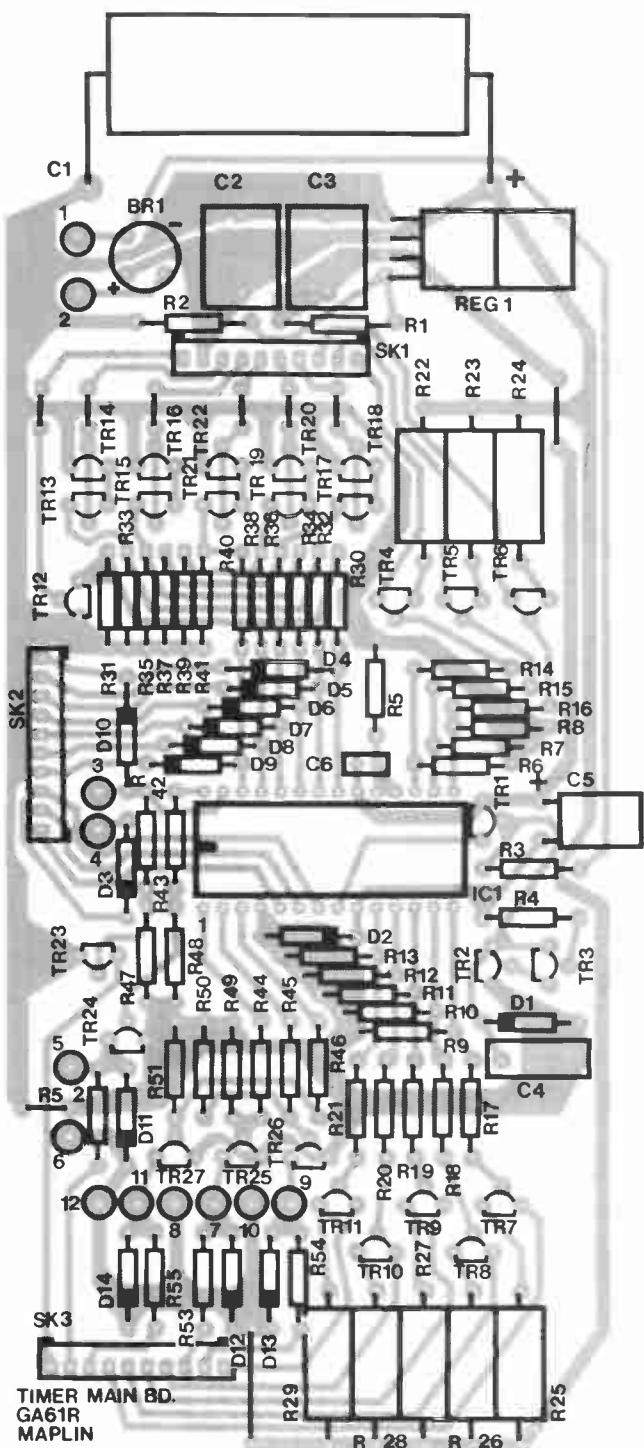 C1
+
C2 C3
1
BR1
-
+
2
R2
R1
REG 1
SK1
R22
R23
R24
TR14
TR16
TR22
TR20
TR18
TR13
TR15
TR21
TR19
TR17
R33
R40
R38
R36
R34
R32
R30
TR12
TR4
TR5
TR6
R31
R35
R37
R39
R41
SK2
D4
D5
D6
D7
D8
D9
D10
R5
R14
R15
R16
R8
R7
R6
C6
3
R 42
TR1
+
C5
4
D3
R43
IC1
R3
R4
1
TR23
R47
R48
D2
R13
R12
R11
R10
R9
TR2
TR3
D1
C4
TR24
R50
R49
R44
R45
5
R51
R46
R5 2
D11
6
R21
R17
R20
R19
R18
TR26
TR27
TR25
12
11
8
7
10
9
TR11
TR9
TR7
TR10
R27
TR8
D14
R55
R53
D12
D13
R54
SK3
R29
R25
R 28
R 26
TIMER MAIN BD.
GA61R
MAPLIN